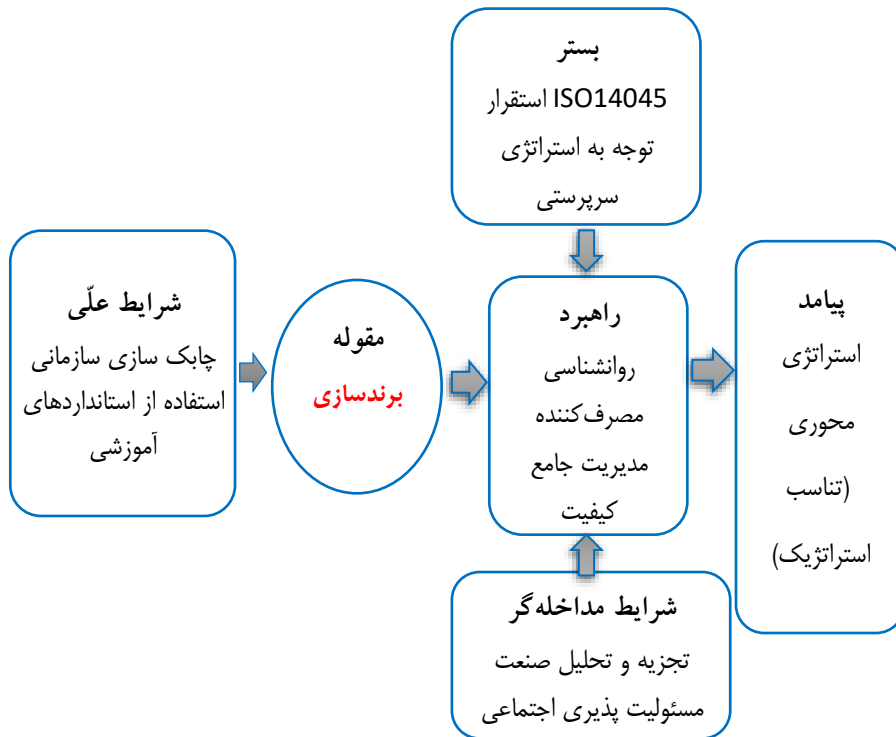 بستر
استقرار ISO14045
توجه به استراتژی
سرپرستی
شرایط علّی
چابک سازی سازمانی
استفاده از استانداردهای
آموزشی
مقوله
برندسازی
راهبرد
روانشناسی
مصرف‌کننده
مدیریت جامع
کیفیت
پیامد
استراتژی
محوری
(تناسب
استراتژیک)
شرایط مداخله‌گر
تجزیه و تحلیل صنعت
مسئولیت پذیری اجتماعی